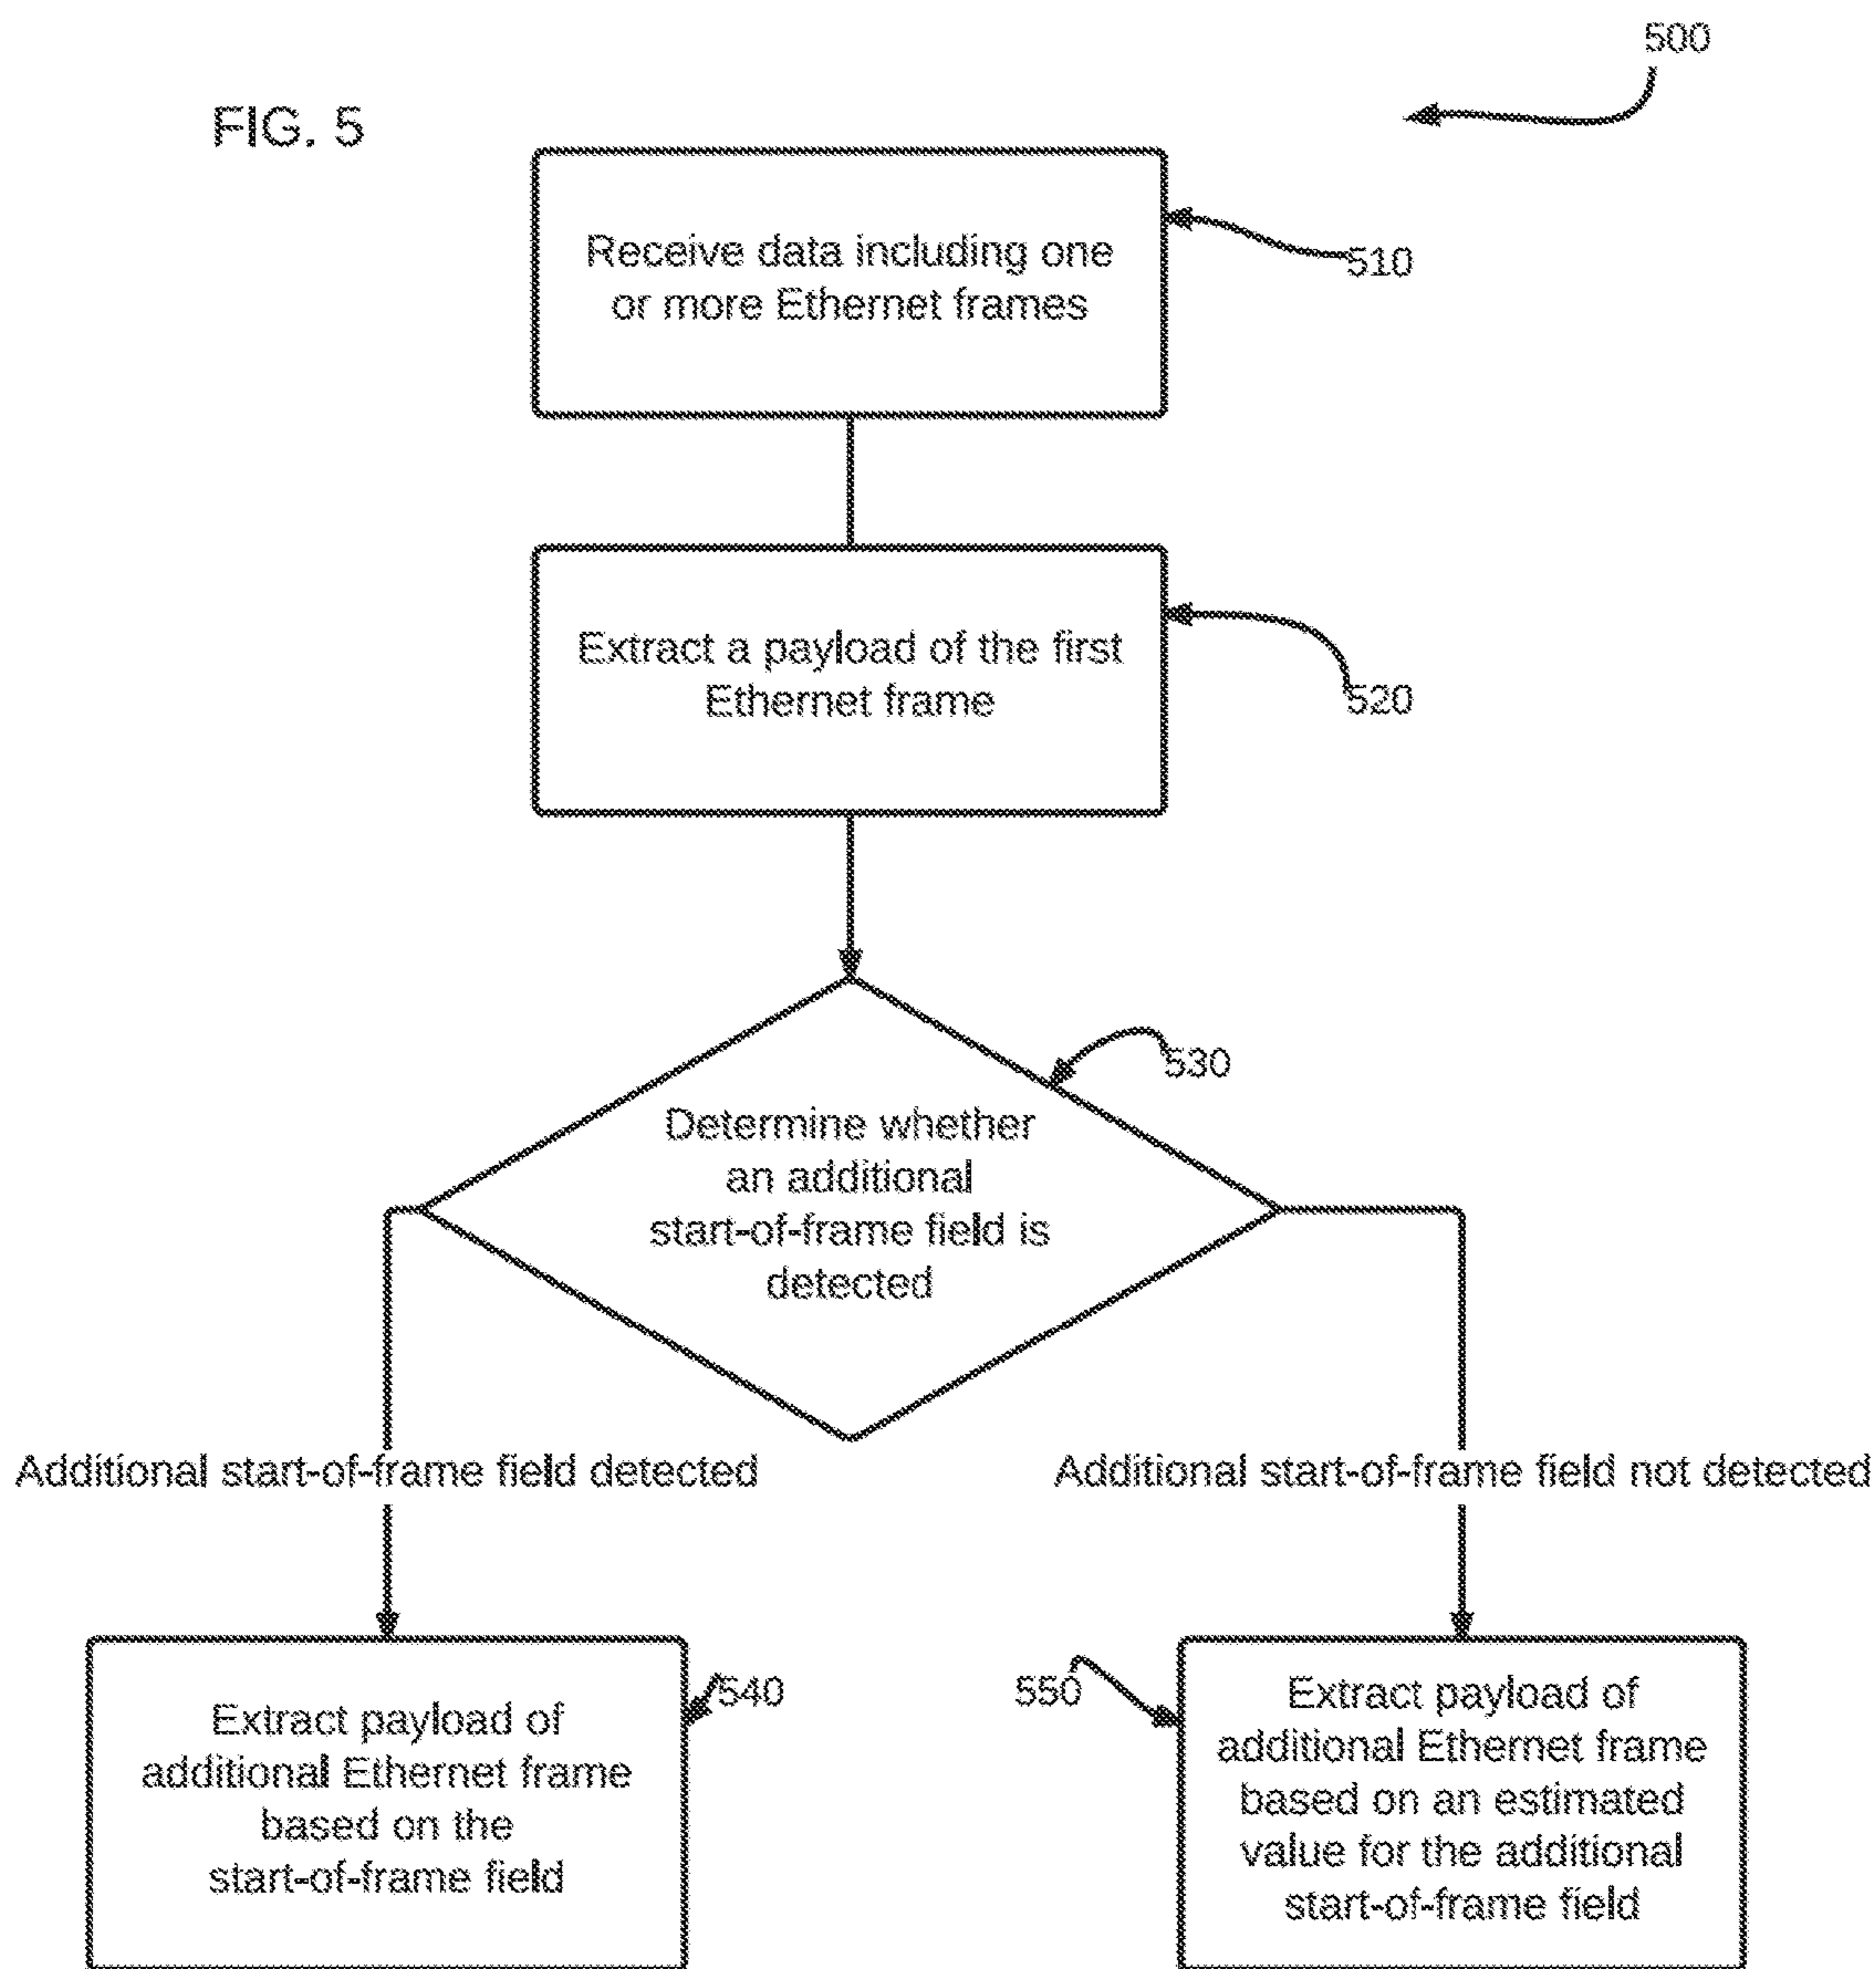 500
FIG. 5
Receive data including one
or more Ethernet frames
510
Extract a payload of the first
Ethernet frame
520
530
Determine whether
an additional
start-of-frame field is
detected
Additional start-of-frame field detected
Additional start-of-frame field not detected
540
Extract payload of
additional Ethernet frame
based on the
start-of-frame field
550
Extract payload of
additional Ethernet frame
based on an estimated
value for the additional
start-of-frame field